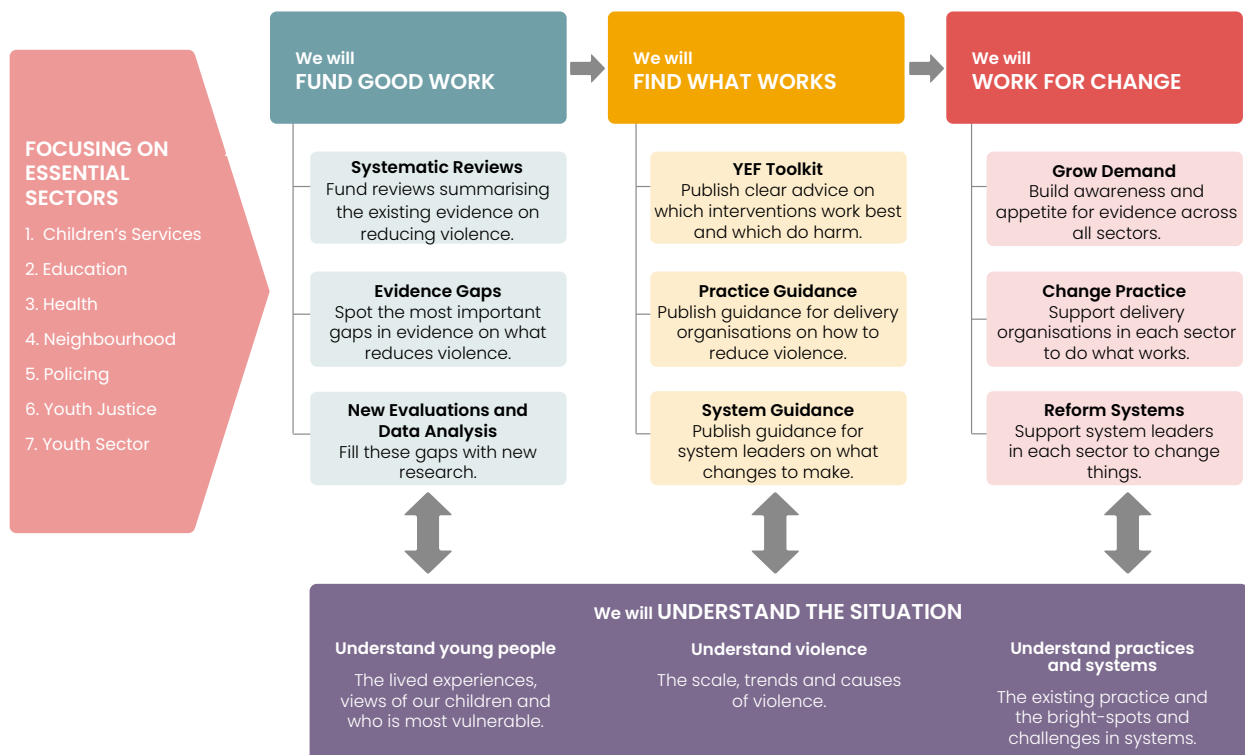 FOCUSING ON
ESSENTIAL
SECTORS
1. Children's Services
2. Education
3. Health
4. Neighbourhood
5. Policing
6. Youth Justice
7. Youth Sector
We will
FUND GOOD WORK
Systematic Reviews
Fund reviews summarising
the existing evidence on
reducing violence.
Evidence Gaps
Spot the most important
gaps in evidence on what
reduces violence.
New Evaluations and
Data Analysis
Fill these gaps with new
research.
We will
FIND WHAT WORKS
YEF Toolkit
Publish clear advice on
which interventions work best
and which do harm.
Practice Guidance
Publish guidance for delivery
organisations on how to
reduce violence.
System Guidance
Publish guidance for
system leaders on what
changes to make.
We will
WORK FOR CHANGE
Grow Demand
Build awareness and
appetite for evidence across
all sectors.
Change Practice
Support delivery
organisations in each sector
to do what works.
Reform Systems
Support system leaders
in each sector to change
things.
We will UNDERSTAND THE SITUATION
Understand young people
The lived experiences,
views of our children and
who is most vulnerable.
Understand violence
The scale, trends and causes
of violence.
Understand practices
and systems
The existing practice and
the bright-spots and
challenges in systems.